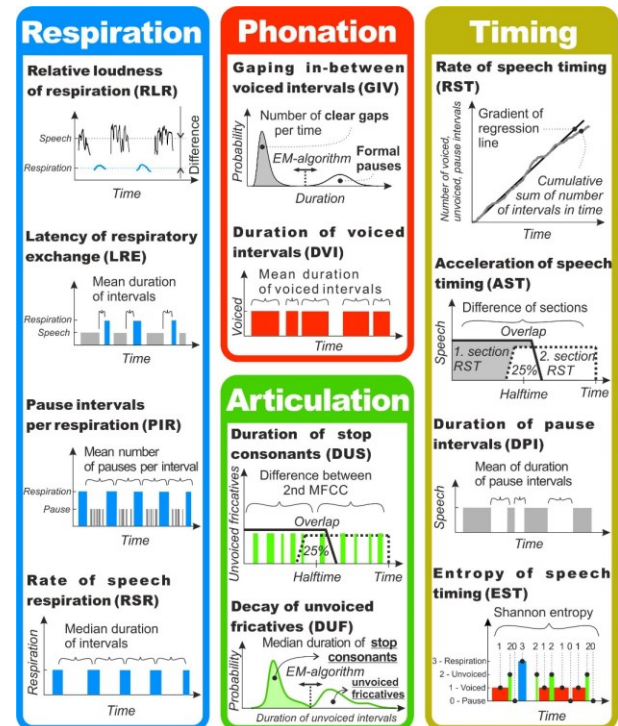 Respiration
Relative loudness
of respiration (RLR)
Speech
Respiration
Difference
Time
Latency of respiratory
exchange (LRE)
Mean duration
of intervals
Respiration
Speech
Time
Pause intervals
per respiration (PIR)
Mean number
of pauses per interval
Respiration
Pause
Time
Rate of speech
respiration (RSR)
Median duration
of intervals
Respiration
Time
Phonation
Gaping in-between
voiced intervals (GIV)
Number of clear gaps
per time
Probability
EM-algorithm
Formal
pauses
Duration
Duration of voiced
intervals (DVI)
Mean duration
of voiced intervals
Voiced
Time
Articulation
Duration of stop
consonants (DUS)
Difference between
2nd MFCC
Unvoiced friccatives
Overlap
25%
Halftime
Time
Decay of unvoiced
fricatives (DUF)
Median duration of stop
consonants
Probability
EM-algorithm
unvoiced
friccatives
Duration of unvoiced intervals
Timing
Rate of speech timing
(RST)
Number of voiced,
unvoiced, pause intervals
Gradient of
regression
line
Cumulative
sum of number
of intervals in time
Time
Acceleration of speech
timing (AST)
Difference of sections
Speech
Overlap
1. section
RST
2. section
RST
25%
Halftime
Time
Duration of pause
intervals (DPI)
Mean of duration
of pause intervals
Speech
Time
Entropy of speech
timing (EST)
Shannon entropy
1 20 3 2 1 2 1 0 1 20
3 - Respiration
2 - Unvoiced
1 - Voiced
0 - Pause
Time